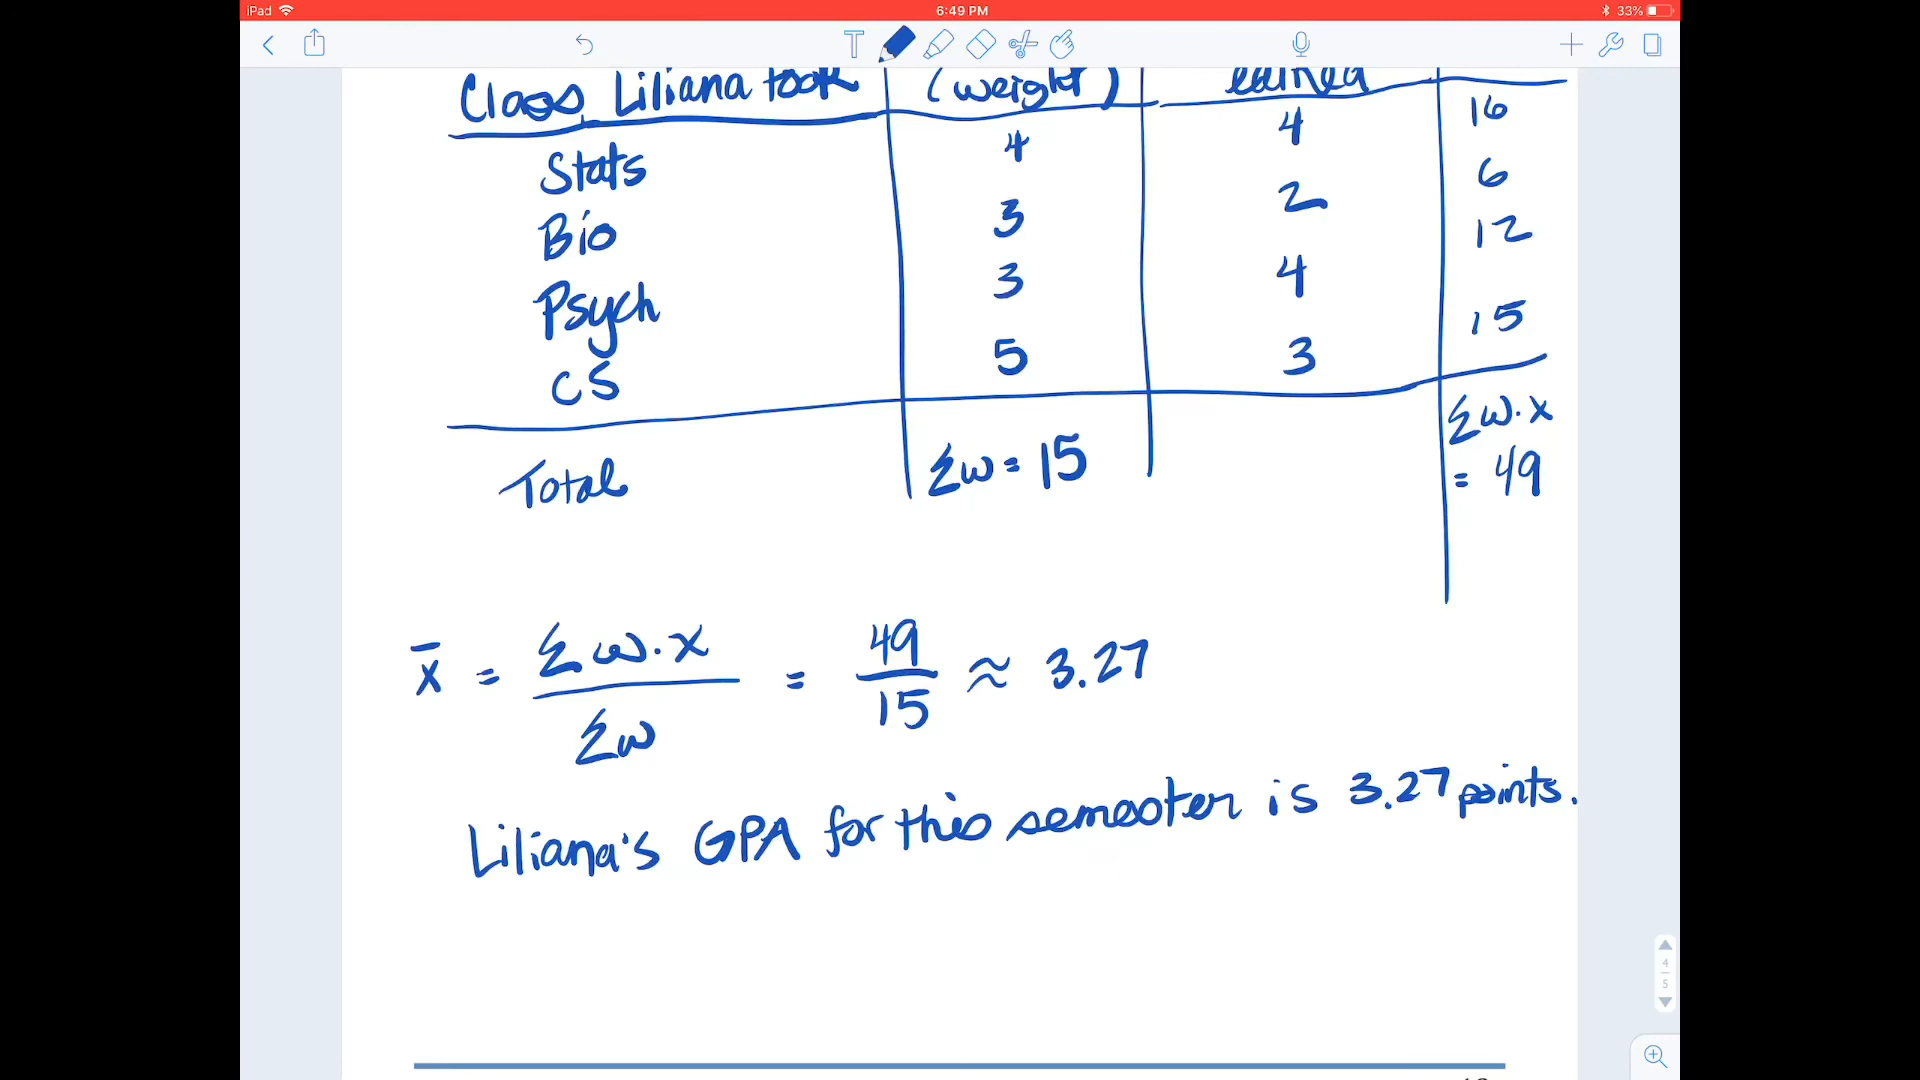 iPad 6:49 PM 33%
T
Class Liliana took (weight) earned
Stats 4 4 16
Bio 3 2 6
Psych 3 4 12
CS 5 3 15
Total Σw = 15 Σw·x = 49
x̄ = Σw·x / Σw = 49/15 ≈ 3.27
Liliana's GPA for this semester is 3.27 points.
4
5